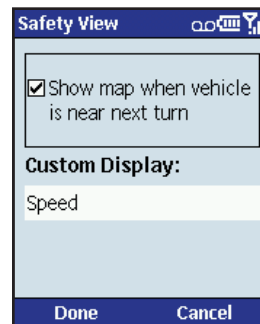 Safety View
Show map when vehicle
is near next turn
Custom Display:
Speed
Done Cancel